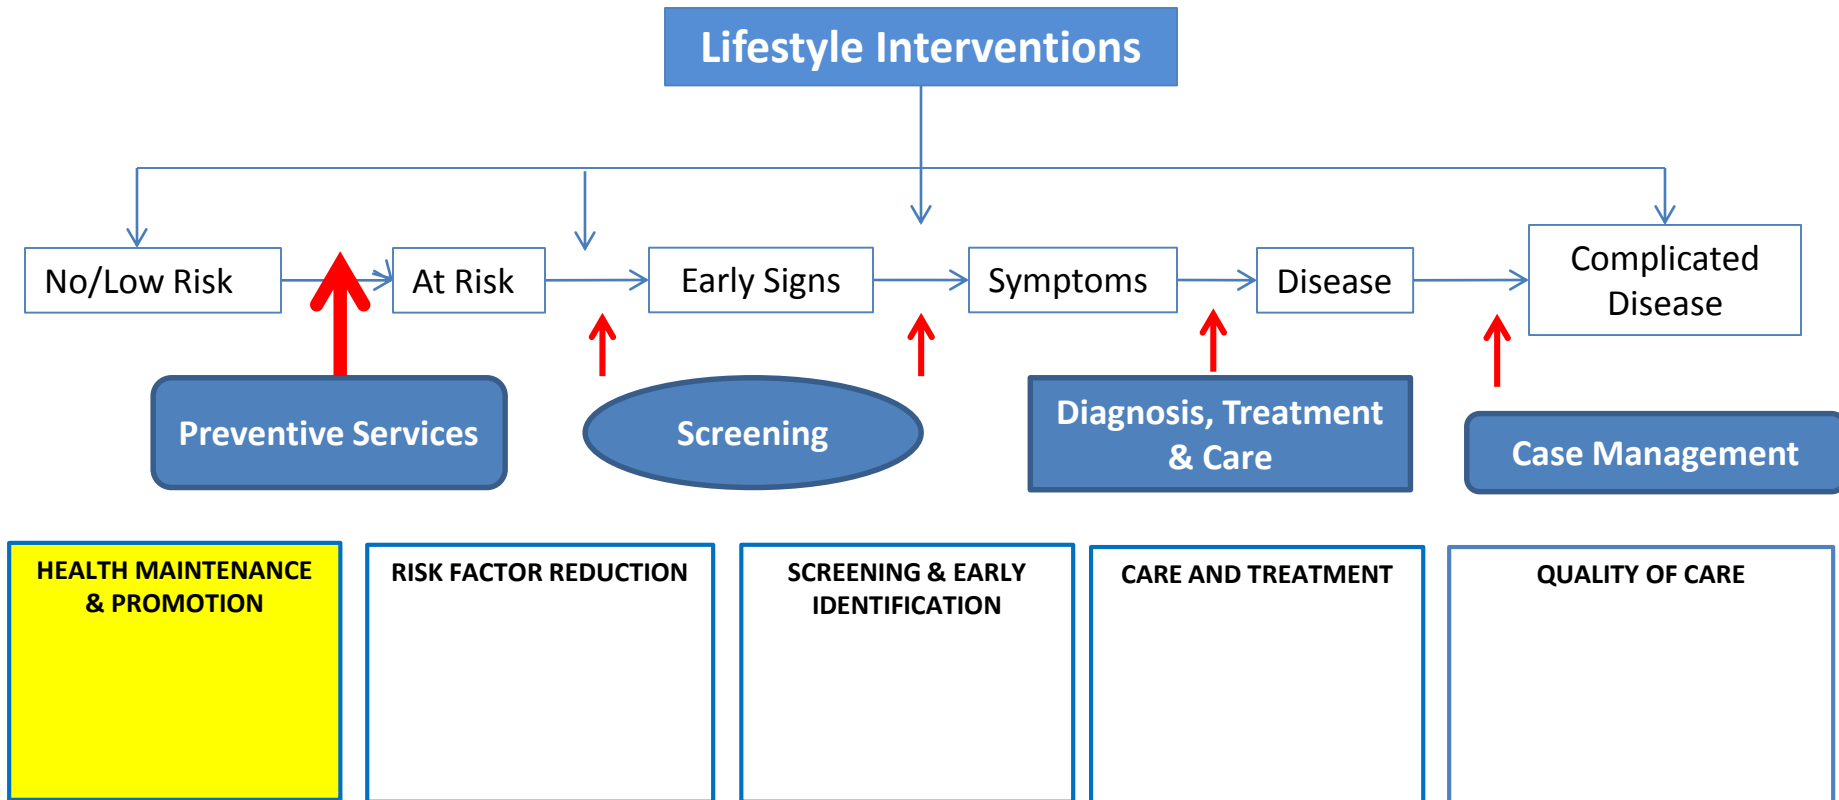 Lifestyle Interventions
No/Low Risk
At Risk
Early Signs
Symptoms
Disease
Complicated
Disease
Preventive Services
Screening
Diagnosis, Treatment
& Care
Case Management
HEALTH MAINTENANCE
& PROMOTION
RISK FACTOR REDUCTION
SCREENING & EARLY
IDENTIFICATION
CARE AND TREATMENT
QUALITY OF CARE